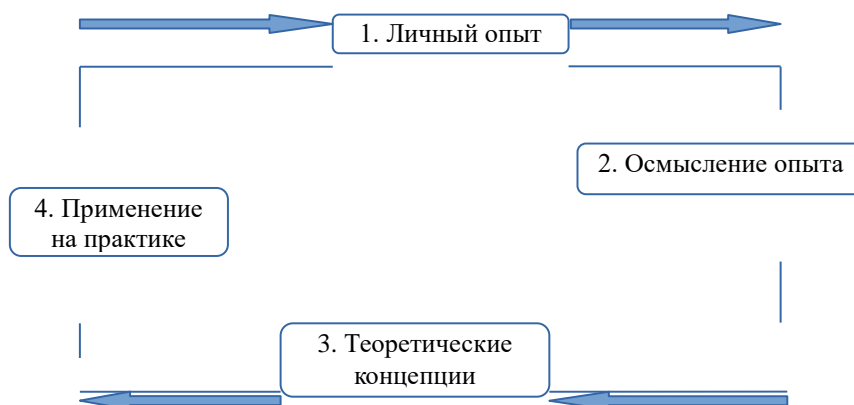 1. Личный опыт
2. Осмысление опыта
4. Применение
на практике
3. Теоретические
концепции